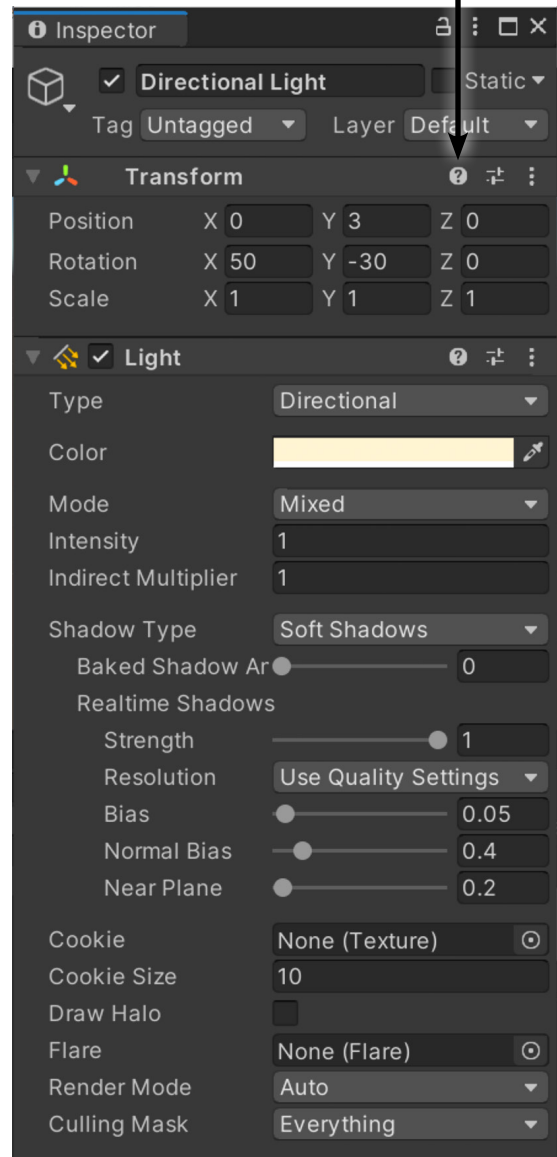 Inspector
Directional Light Static
Tag Untagged Layer Default
Transform
Position X 0 Y 3 Z 0
Rotation X 50 Y -30 Z 0
Scale X 1 Y 1 Z 1
Light
Type Directional
Color
Mode Mixed
Intensity 1
Indirect Multiplier 1
Shadow Type Soft Shadows
Baked Shadow Ar 0
Realtime Shadows
Strength 1
Resolution Use Quality Settings
Bias 0.05
Normal Bias 0.4
Near Plane 0.2
Cookie None (Texture)
Cookie Size 10
Draw Halo
Flare None (Flare)
Render Mode Auto
Culling Mask Everything